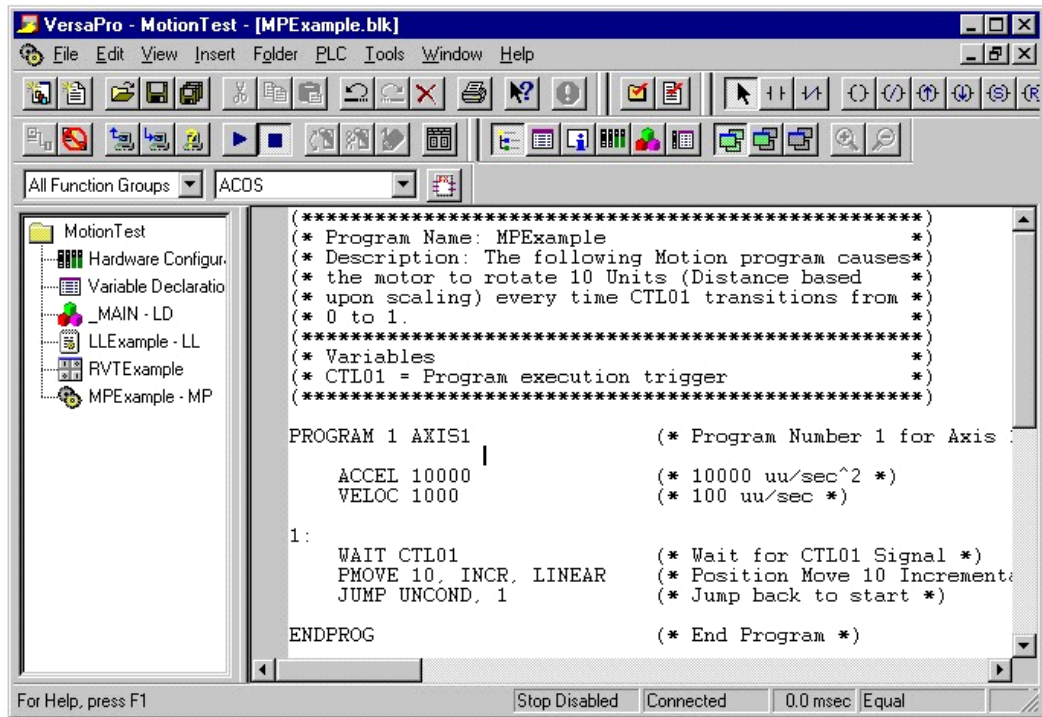 VersaPro - MotionTest - [MPExample.blk]
File Edit View Insert Folder PLC Tools Window Help
All Function Groups ACOS
MotionTest
Hardware Configur
Variable Declaratio
_MAIN - LD
LLExample - LL
RVTExample
MPExample - MP
(***************************************************)
(* Program Name: MPExample *)
(* Description: The following Motion program causes*)
(* the motor to rotate 10 Units (Distance based *)
(* upon scaling) every time CTL01 transitions from *)
(* 0 to 1. *)
(***************************************************)
(* Variables *)
(* CTL01 = Program execution trigger *)
(***************************************************)
PROGRAM 1 AXIS1 (* Program Number 1 for Axis
ACCEL 10000 (* 10000 uu/sec^2 *)
VELOC 1000 (* 100 uu/sec *)
1:
WAIT CTL01 (* Wait for CTL01 Signal *)
PMOVE 10, INCR, LINEAR (* Position Move 10 Increment
JUMP UNCOND, 1 (* Jump back to start *)
ENDPROG (* End Program *)
For Help, press F1 Stop Disabled Connected 0.0 msec Equal